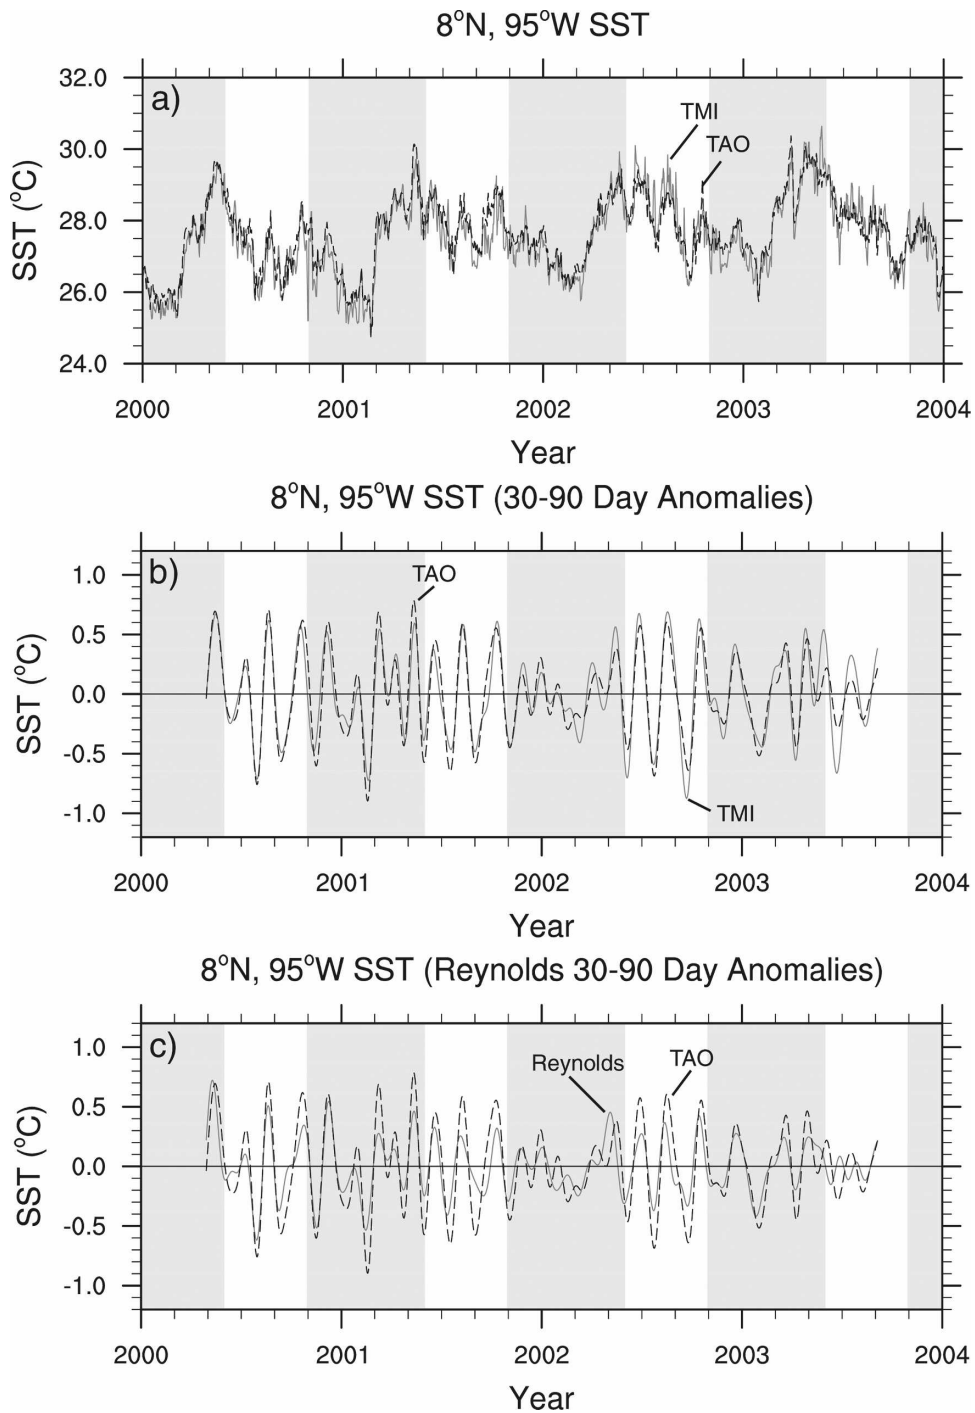 8°N, 95°W SST
a)
TMI
TAO
SST (°C)
32.0
30.0
28.0
26.0
24.0
2000 2001 2002 2003 2004
Year
8°N, 95°W SST (30-90 Day Anomalies)
b)
TAO
TMI
SST (°C)
1.0
0.5
0.0
-0.5
-1.0
2000 2001 2002 2003 2004
Year
8°N, 95°W SST (Reynolds 30-90 Day Anomalies)
c)
Reynolds TAO
SST (°C)
1.0
0.5
0.0
-0.5
-1.0
2000 2001 2002 2003 2004
Year